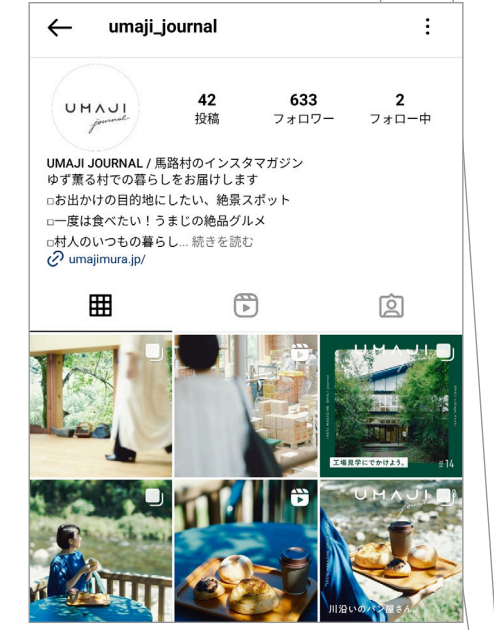 umaji_journal
UMAJI
journal
42
投稿
633
フォロワー
2
フォロー中
UMAJI JOURNAL / 馬路村のインスタマガジン
ゆず薫る村での暮らしをお届けします
□お出かけの目的地にしたい、絶景スポット
□一度は食べたい！うまじの絶品グルメ
□村人のいつもの暮らし... 続きを読む
umajimura.jp/
UMAJI
工場見学にでかけよう。
14
UMAJI
川沿いのパン屋さん